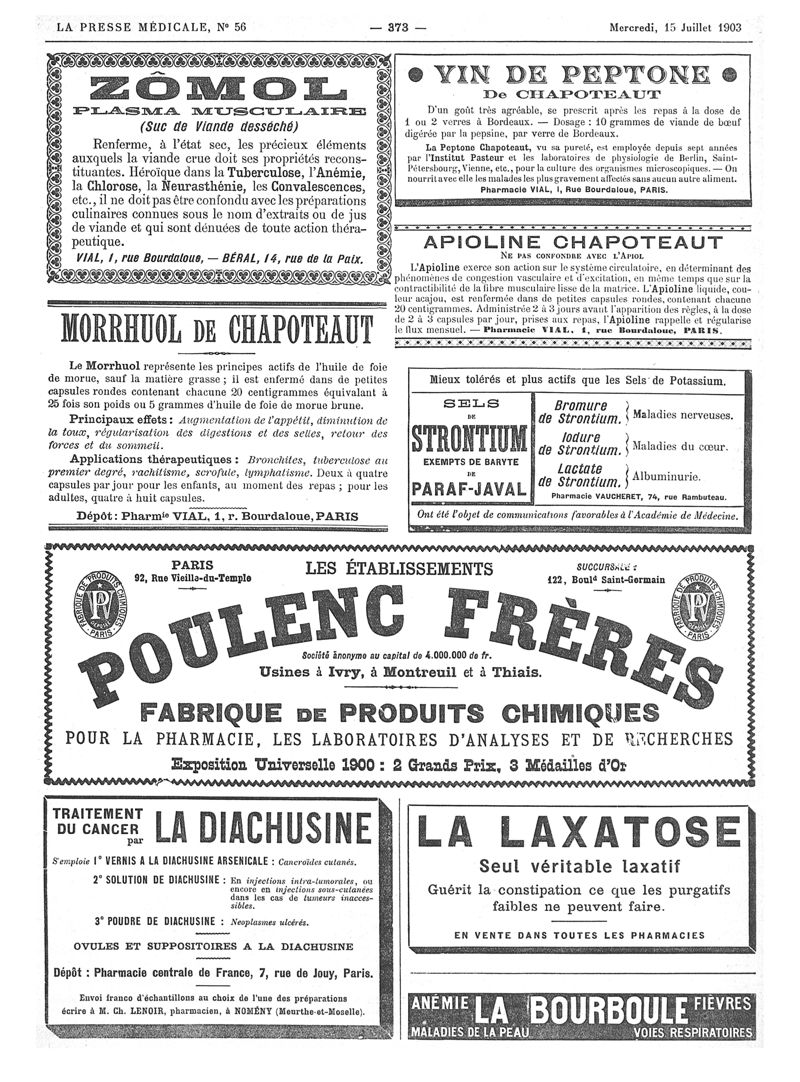 LA PRESSE MÉDICALE, N° 56
— 373 —
Mercredi, 15 Juillet 1903
ZÔMOL
PLASMA MUSCULAIRE
(Suc de Viande desséché)
Renferme, à l'état sec, les précieux éléments
auxquels la viande crue doit ses propriétés recons-
tituantes. Héroïque dans la Tuberculose, l'Anémie,
la Chlorose, la Neurasthénie, les Convalescences,
etc., il ne doit pas être confondu avec les préparations
culinaires connues sous le nom d'extraits ou de jus
de viande et qui sont dénuées de toute action théra-
peutique.
VIAL, 1, rue Bourdaloue, — BÉRAL, 14, rue de la Paix.
VIN DE PEPTONE
De CHAPOTEAUT
D'un goût très agréable, se prescrit après les repas à la dose de
1 ou 2 verres à Bordeaux. — Dosage : 10 grammes de viande de bœuf
digérée par la pepsine, par verre de Bordeaux.
La Peptone Chapoteaut, vu sa pureté, est employée depuis sept années
par l'Institut Pasteur et les laboratoires de physiologie de Berlin, Saint-
Pétersbourg, Vienne, etc., pour la culture des organismes microscopiques. — On
nourrit avec elle les malades les plus gravement affectés sans aucun autre aliment.
Pharmacie VIAL, 1, Rue Bourdaloue, PARIS.
APIOLINE CHAPOTEAUT
NE PAS CONFONDRE AVEC L'APIOL
L'Apioline exerce son action sur le système circulatoire, en déterminant des
phénomènes de congestion vasculaire et d'excitation, en même temps que sur la
contractibilité de la fibre musculaire lisse de la matrice. L'Apioline liquide, cou-
leur acajou, est renfermée dans de petites capsules rondes, contenant chacune
20 centigrammes. Administrée 2 à 3 jours avant l'apparition des règles, à la dose
de 2 à 3 capsules par jour, prises aux repas, l'Apioline rappelle et régularise
le flux mensuel. — Pharmacie VIAL, 1, rue Bourdaloue, PARIS.
MORRHUOL DE CHAPOTEAUT
Le Morrhuol représente les principes actifs de l'huile de foie
de morue, sauf la matière grasse ; il est enfermé dans de petites
capsules rondes contenant chacune 20 centigrammes équivalant à
25 fois son poids ou 5 grammes d'huile de foie de morue brune.
Principaux effets : Augmentation de l'appétit, diminution de
la toux, régularisation des digestions et des selles, retour des
forces et du sommeil.
Applications thérapeutiques : Bronchites, tuberculose au
premier degré, rachitisme, scrofule, lymphatisme. Deux à quatre
capsules par jour pour les enfants, au moment des repas ; pour les
adultes, quatre à huit capsules.
Dépôt : Pharmie VIAL, 1, r. Bourdaloue, PARIS
Mieux tolérés et plus actifs que les Sels de Potassium.
SELS
DE
STRONTIUM
EXEMPTS DE BARYTE
DE
PARAF-JAVAL
Bromure
de Strontium. } Maladies nerveuses.
Iodure
de Strontium. } Maladies du cœur.
Lactate
de Strontium. } Albuminurie.
Pharmacie VAUCHERET, 74, rue Rambuteau.
Ont été l'objet de communications favorables à l'Académie de Médecine.
PARIS
92, Rue Vieille-du-Temple
LES ÉTABLISSEMENTS
SUCCURSALE :
122, Bould Saint-Germain
FABRIQUE DE PRODUITS CHIMIQUES
PARIS
FABRIQUE DE PRODUITS CHIMIQUES
PARIS
POULENC FRÈRES
Société anonyme au capital de 4.000.000 de fr.
Usines à Ivry, à Montreuil et à Thiais.
FABRIQUE DE PRODUITS CHIMIQUES
POUR LA PHARMACIE, LES LABORATOIRES D'ANALYSES ET DE RECHERCHES
Exposition Universelle 1900 : 2 Grands Prix, 3 Médailles d'Or
TRAITEMENT
DU CANCER
par
LA DIACHUSINE
S'emploie 1° VERNIS A LA DIACHUSINE ARSENICALE : Cancroïdes cutanés.
2° SOLUTION DE DIACHUSINE : En injections intra-tumorales, ou
encore en injections sous-cutanées
dans les cas de tumeurs inacces-
sibles.
3° POUDRE DE DIACHUSINE : Neoplasmes ulcérés.
OVULES ET SUPPOSITOIRES A LA DIACHUSINE
Dépôt : Pharmacie centrale de France, 7, rue de Jouy, Paris.
Envoi franco d'échantillons au choix de l'une des préparations
écrire à M. Ch. LENOIR, pharmacien, à NOMÉNY (Meurthe-et-Moselle).
LA LAXATOSE
Seul véritable laxatif
Guérit la constipation ce que les purgatifs
faibles ne peuvent faire.
EN VENTE DANS TOUTES LES PHARMACIES
ANÉMIE
MALADIES DE LA PEAU
LA BOURBOULE
FIÈVRES
VOIES RESPIRATOIRES